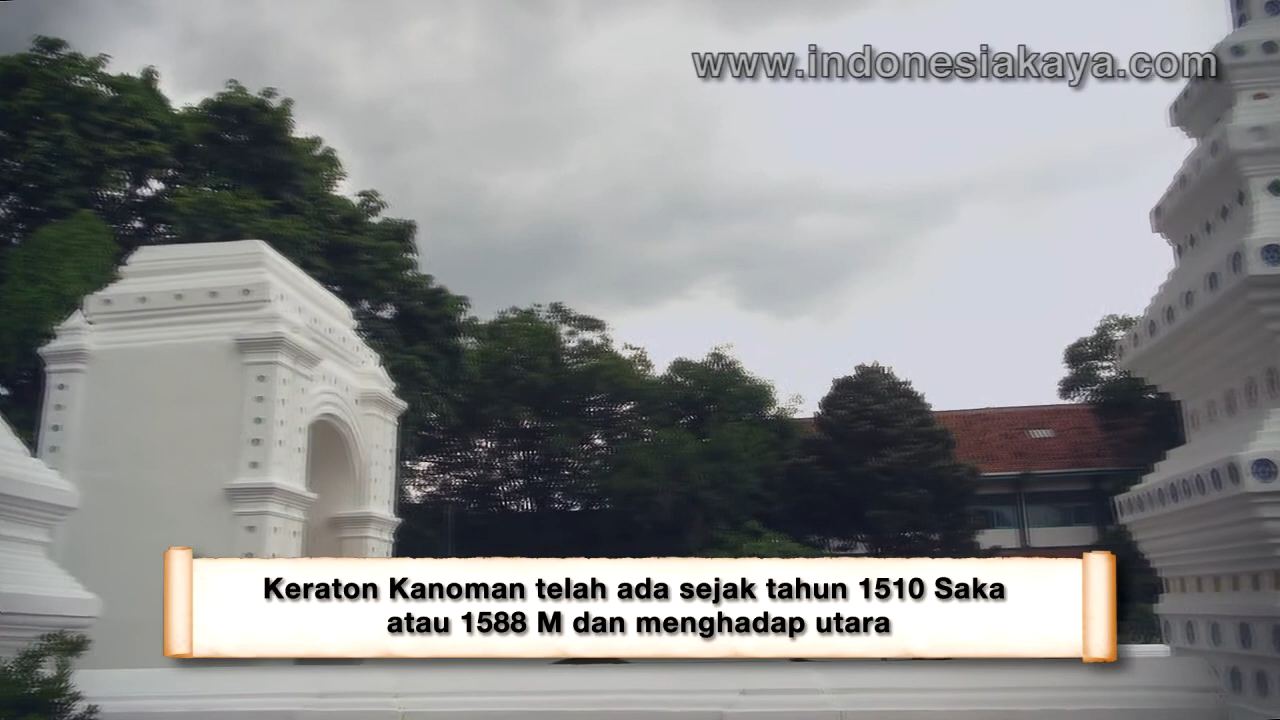 www.indonesiakaya.com
Keraton Kanoman telah ada sejak tahun 1510 Saka
atau 1588 M dan menghadap utara